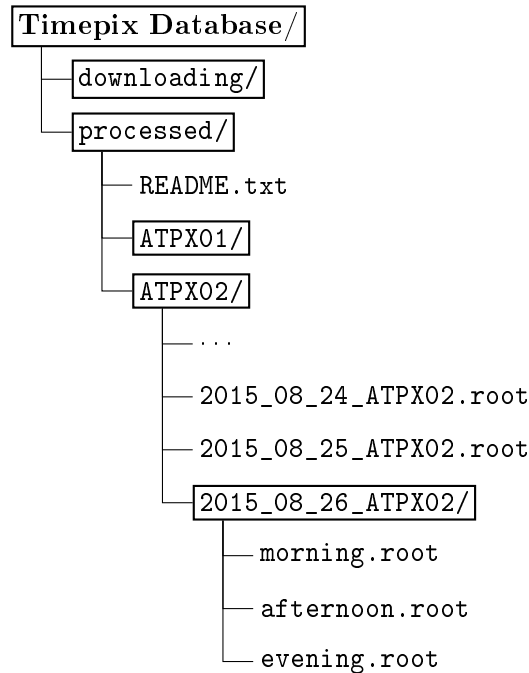 Timepix Database/
downloading/
processed/
README.txt
ATPX01/
ATPX02/
...
2015_08_24_ATPX02.root
2015_08_25_ATPX02.root
2015_08_26_ATPX02/
morning.root
afternoon.root
evening.root